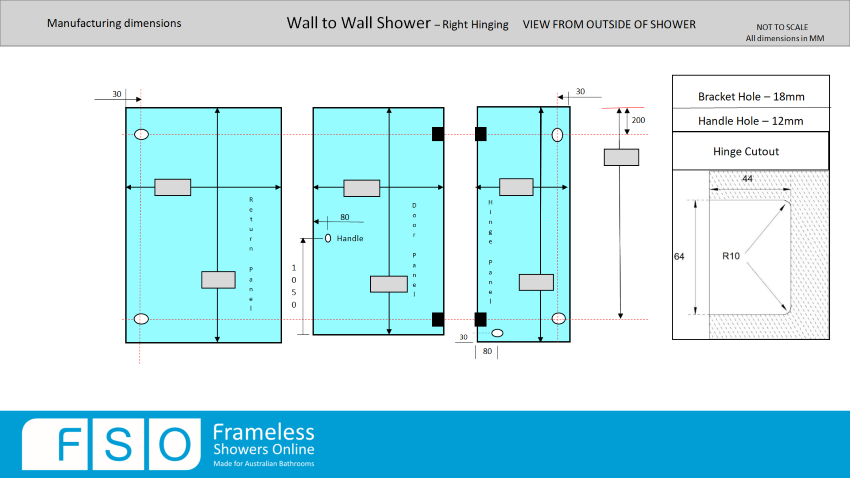 Manufacturing dimensions
Wall to Wall Shower – Right Hinging VIEW FROM OUTSIDE OF SHOWER
NOT TO SCALE
All dimensions in MM
30
30
200
Bracket Hole – 18mm
Handle Hole – 12mm
Hinge Cutout
44
64
R10
Return Panel
80
Handle
1050
Door Panel
Hinge Panel
30
80
FSO
Frameless
Showers Online
Made for Australian Bathrooms